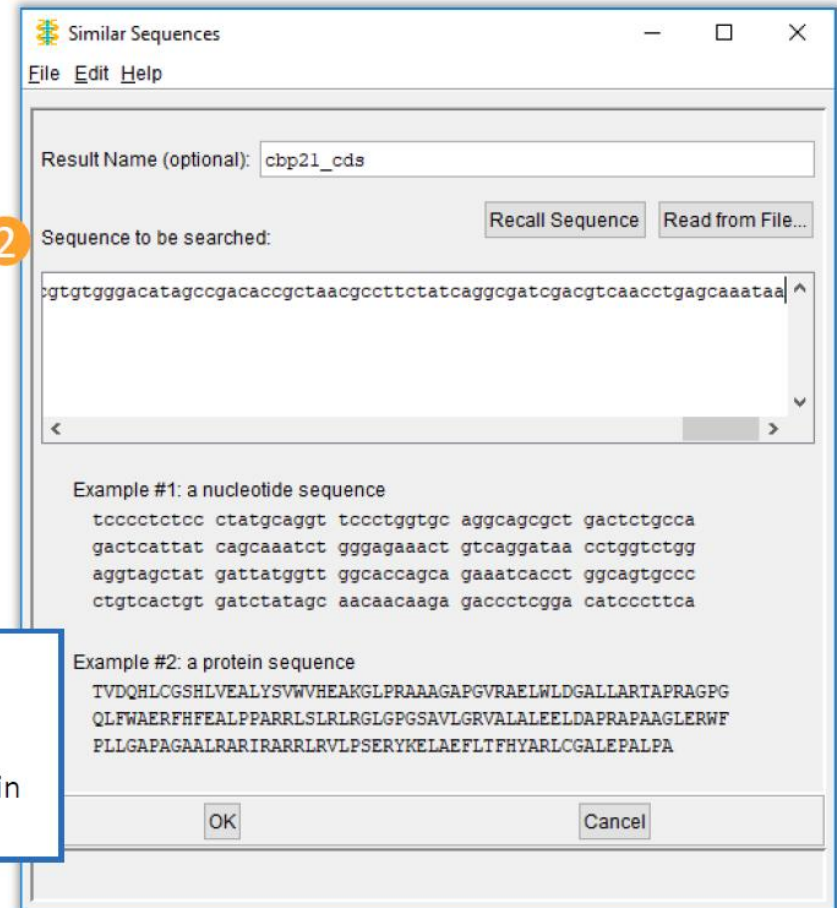 Similar Sequences
File Edit Help
Result Name (optional): cbp21_cds
Recall Sequence Read from File...
2
Sequence to be searched:
cgtgtgggacatagccgacaccgctaacgccttctatcaggcgatcgacgtcaacctgagcaaataa
Example #1: a nucleotide sequence
tcccctctcc ctatgcaggt tccctggtgc aggcagcgct gactctgcca
gactcattat cagcaaatct gggagaaact gtcaggataa cctggtctgg
aggtagctat gattatggtt ggcaccagca gaaatcacct ggcagtgccc
ctgtcactgt gatctatagc aacaacaaga gaccctcgga catcccttca
Example #2: a protein sequence
TVDQHLCGSHLVEALYSVWVHEAKGLPRAAAGAPGVRAELWLDGALLARTAPRAGPG
QLFWAERFHFEALPPARRLSLRLRGLGPGSAVLGRVALALEELDAPRAPAAGLERWF
PLLGAPAGAALRARIRARRLRVLPSERYKELAEFLTFHYARLCGALEPALPA
in
OK Cancel